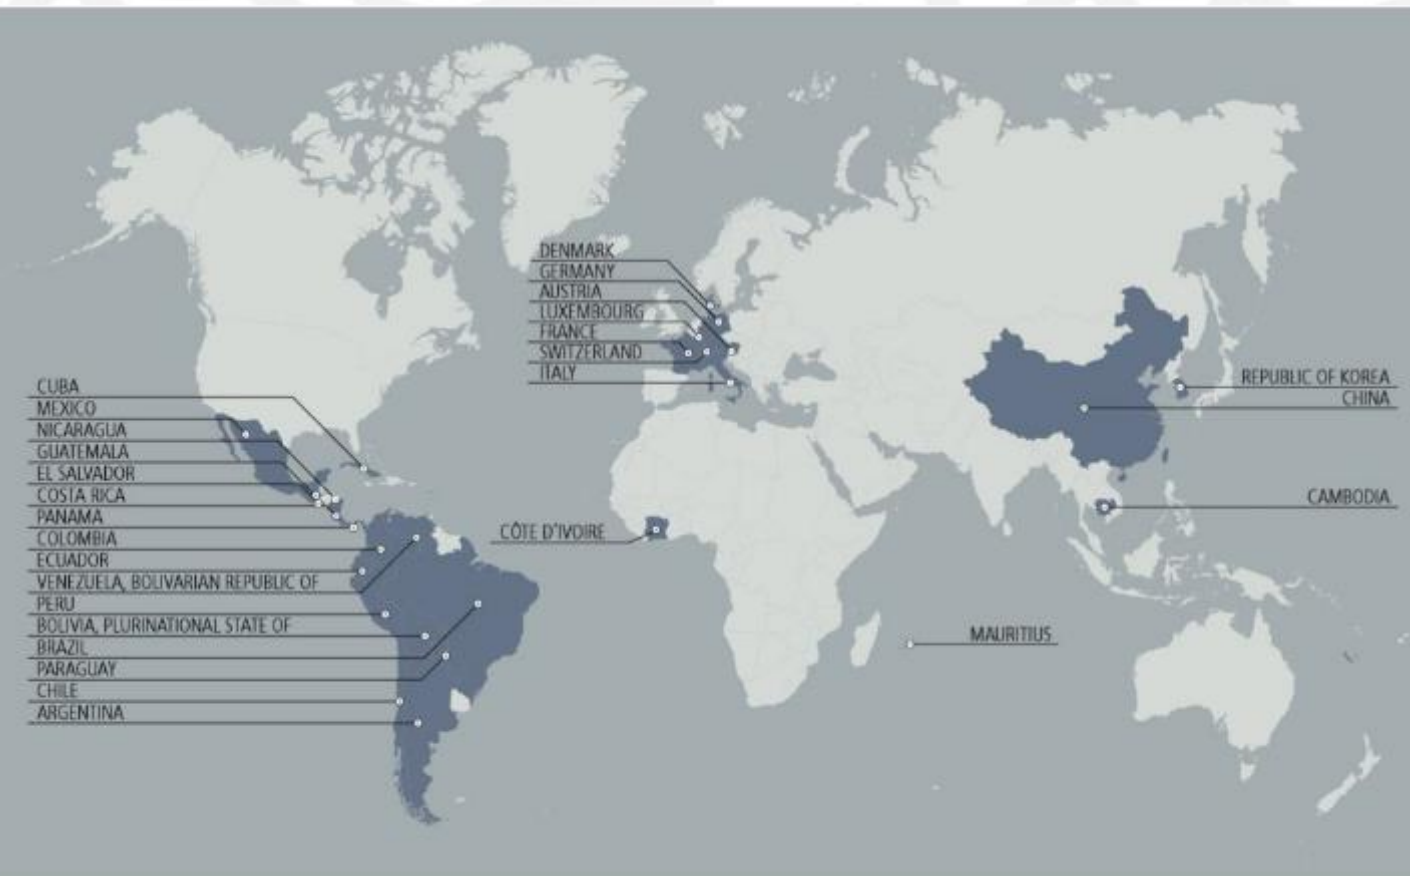 DENMARK
GERMANY
AUSTRIA
LUXEMBOURG
FRANCE
SWITZERLAND
ITALY
CUBA
MEXICO
NICARAGUA
GUATEMALA
EL SALVADOR
COSTA RICA
PANAMA
COLOMBIA
ECUADOR
VENEZUELA, BOLIVARIAN REPUBLIC OF
PERU
BOLIVIA, PLURINATIONAL STATE OF
BRAZIL
PARAGUAY
CHILE
ARGENTINA
CÔTE D'IVOIRE
REPUBLIC OF KOREA
CHINA
CAMBODIA
MAURITIUS